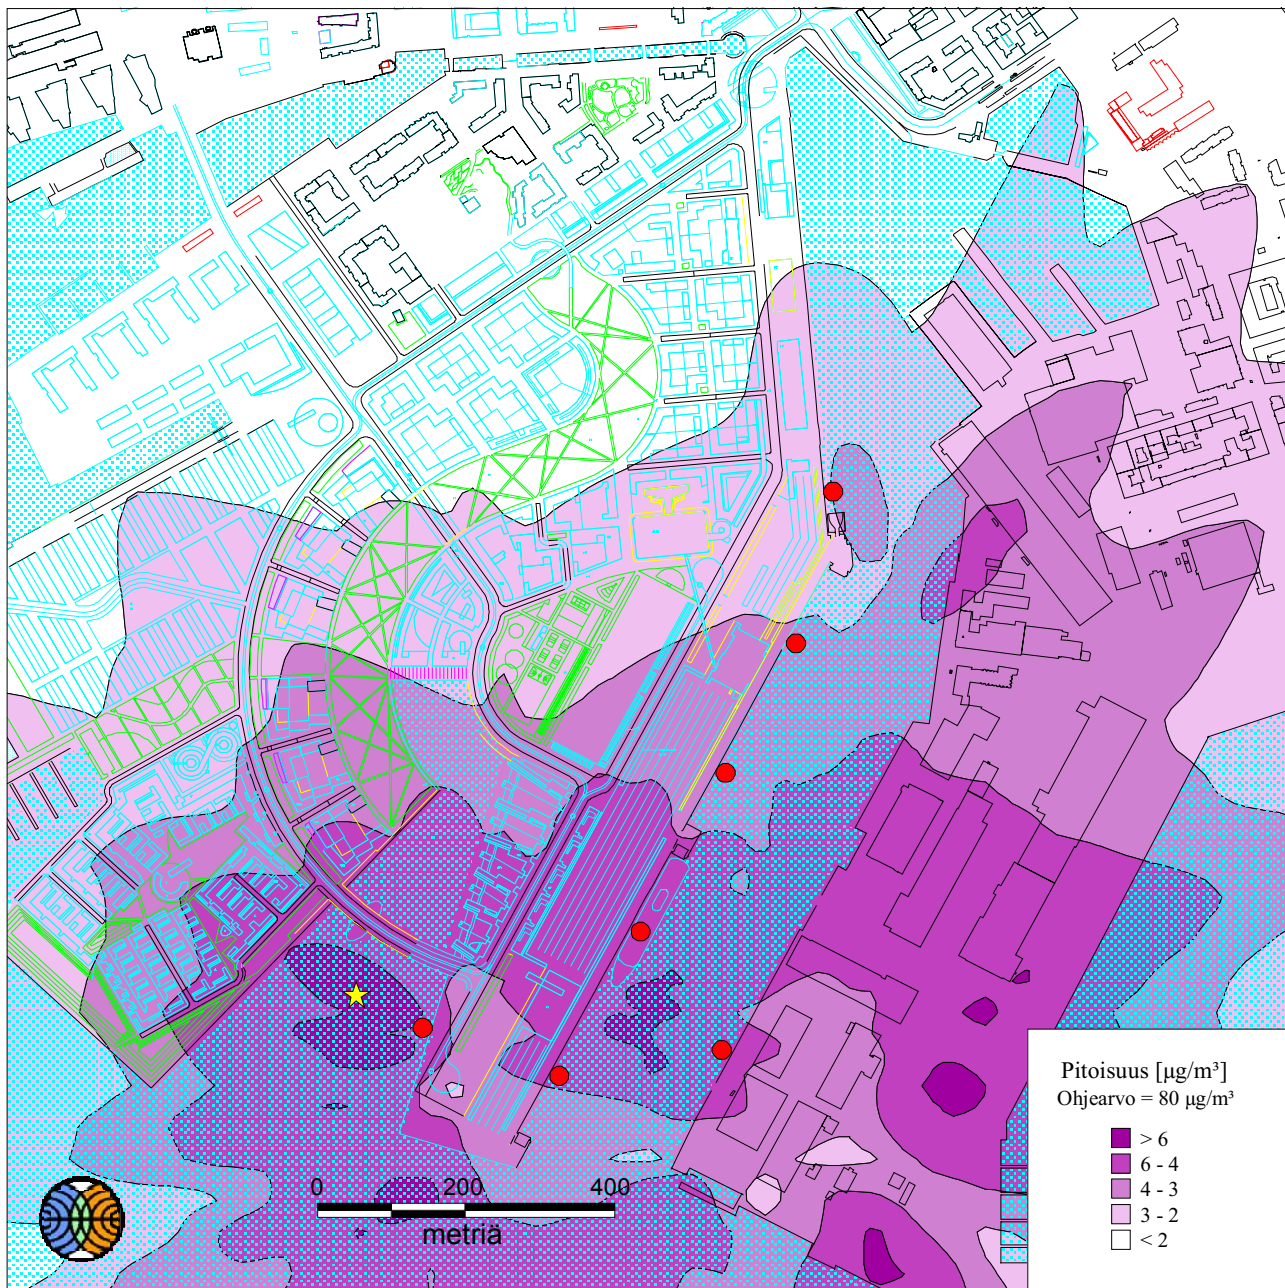 0 200 400
metriä
Pitoisuus [µg/m³]
Ohjearvo = 80 µg/m³
> 6
6 - 4
4 - 3
3 - 2
< 2